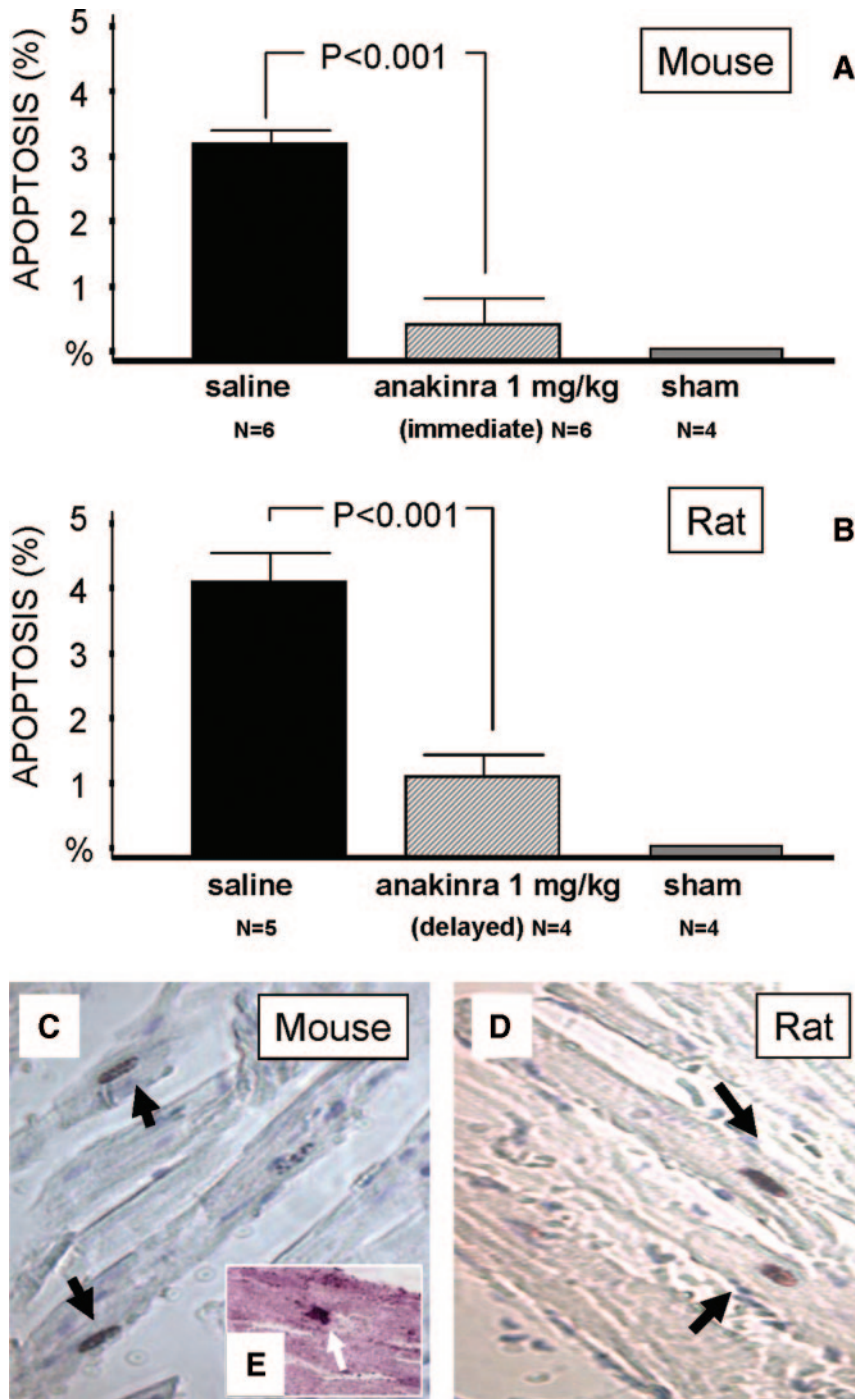 5
4
3
2
1
%
APOPTOSIS (%)
P<0.001
Mouse
A
saline
anakinra 1 mg/kg
sham
N=6
(immediate) N=6
N=4
5
4
3
2
1
%
APOPTOSIS (%)
P<0.001
Rat
B
saline
anakinra 1 mg/kg
sham
N=5
(delayed) N=4
N=4
C
Mouse
D
Rat
E